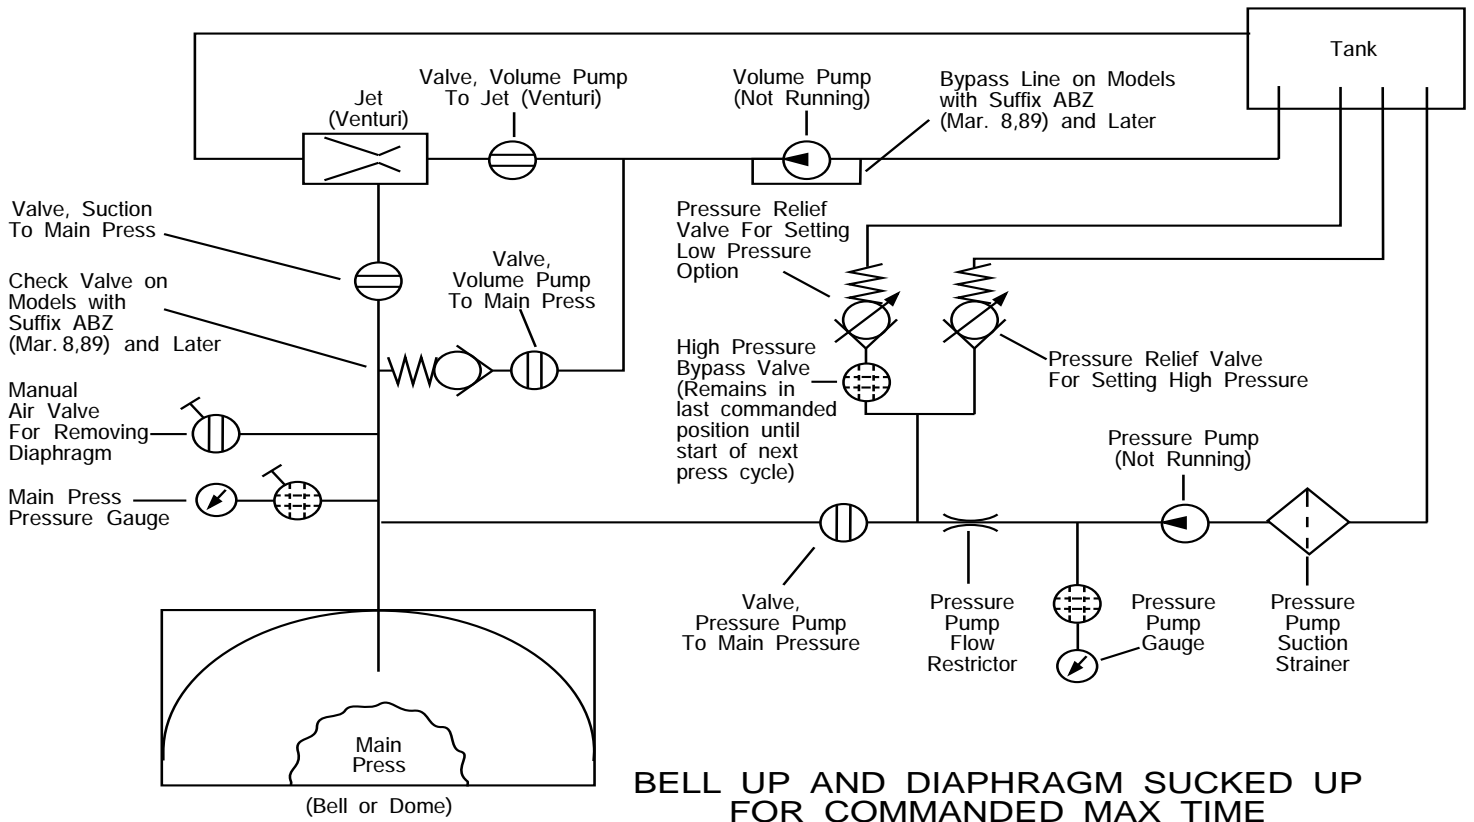 Tank
Valve, Volume Pump
To Jet (Venturi)
Volume Pump
(Not Running)
Bypass Line on Models
with Suffix ABZ
(Mar. 8,89) and Later
Jet
(Venturi)
Valve, Suction
To Main Press
Pressure Relief
Valve For Setting
Low Pressure
Option
Valve,
Volume Pump
To Main Press
Check Valve on
Models with
Suffix ABZ
(Mar. 8,89) and Later
High Pressure
Bypass Valve
(Remains in
last commanded
position until
start of next
press cycle)
Pressure Relief Valve
For Setting High Pressure
Manual
Air Valve
For Removing
Diaphragm
Pressure Pump
(Not Running)
Main Press
Pressure Gauge
Valve,
Pressure Pump
To Main Pressure
Pressure
Pump
Flow
Restrictor
Pressure
Pump
Gauge
Pressure
Pump
Suction
Strainer
Main
Press
(Bell or Dome)
BELL UP AND DIAPHRAGM SUCKED UP
FOR COMMANDED MAX TIME